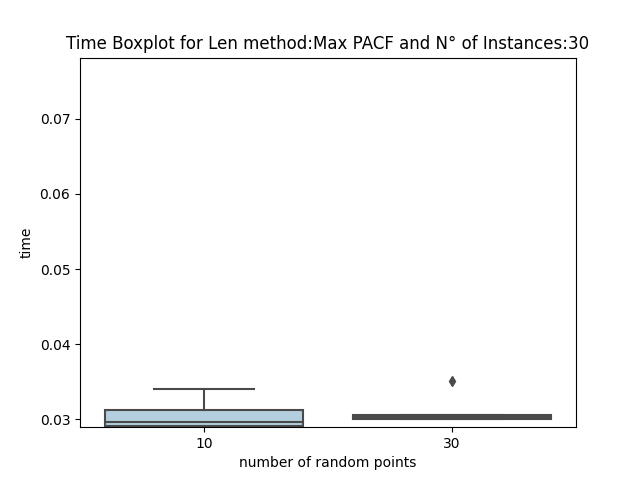 Time Boxplot for Len method:Max PACF and N° of Instances:30
0.07
0.06
0.05
0.04
0.03
time
10
30
number of random points